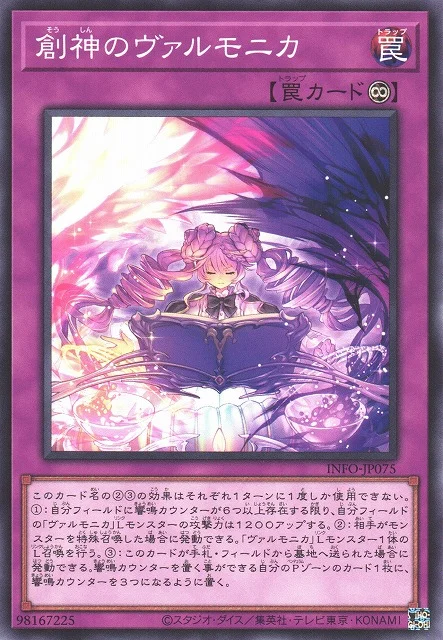 創神のヴァルモニカ
罠
【罠カード】
INFO-JP075
このカード名の②③の効果はそれぞれ1ターンに1度しか使用できない。
①：自分フィールドに響鳴カウンターが6つ以上存在する限り、自分フィールド
の「ヴァルモニカ」Lモンスターの攻撃力は1200アップする。②：相手がモン
スターを特殊召喚した場合に発動できる。「ヴァルモニカ」Lモンスター1体の
L召喚を行う。③：このカードが手札・フィールドから墓地へ送られた場合に
発動できる。響鳴カウンターを置く事ができる自分のPゾーンのカード1枚に、
響鳴カウンターを3つになるように置く。
98167225
©スタジオ・ダイス／集英社・テレビ東京・KONAMI